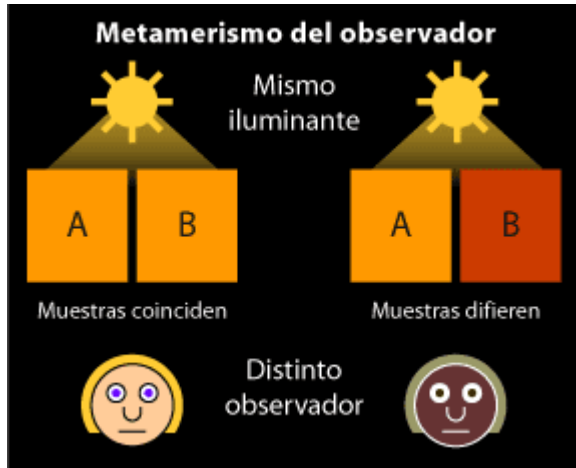 Metamerismo del observador
Mismo
iluminante
A
B
A
B
Muestras coinciden
Muestras difieren
Distinto
observador